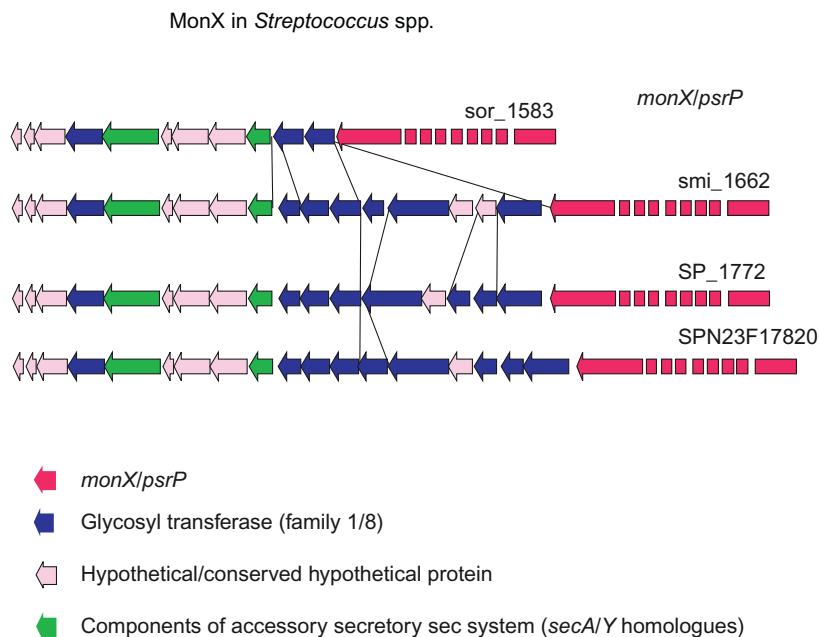 MonX in Streptococcus spp.
monX/psrP
sor_1583
smi_1662
SP_1772
SPN23F17820
monX/psrP
Glycosyl transferase (family 1/8)
Hypothetical/conserved hypothetical protein
Components of accessory secretory sec system (secA/Y homologues)